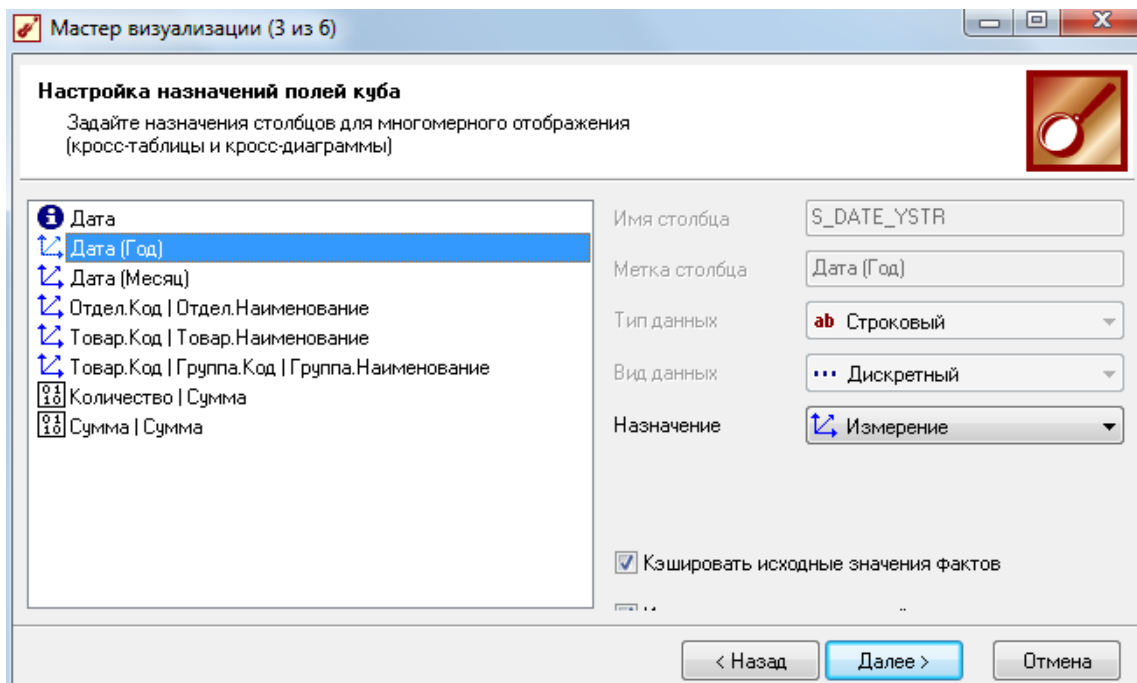 Мастер визуализации (3 из 6)
Настройка назначений полей куба
Задайте назначения столбцов для многомерного отображения
(кросс-таблицы и кросс-диаграммы)
Дата
Дата (Год)
Дата (Месяц)
Отдел.Код | Отдел.Наименование
Товар.Код | Товар.Наименование
Товар.Код | Группа.Код | Группа.Наименование
Количество | Сумма
Сумма | Сумма
Имя столбца S_DATE_YSTR
Метка столбца Дата (Год)
Тип данных ab Строковый
Вид данных Дискретный
Назначение Измерение
Кэшировать исходные значения фактов
< Назад Далее > Отмена